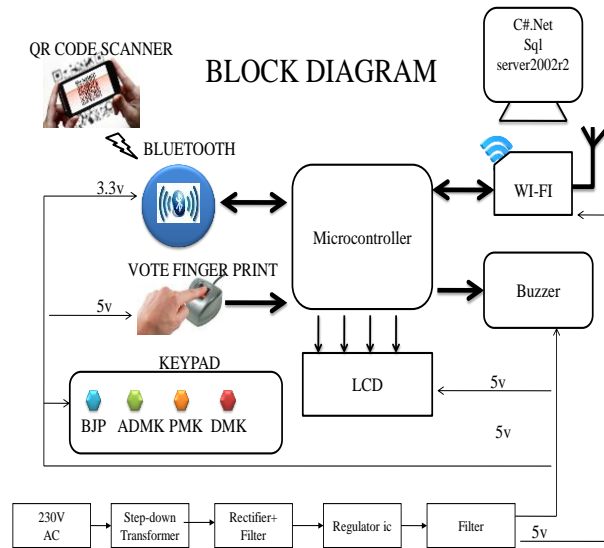 C#.Net
Sql
server2002r2
QR CODE SCANNER
BLOCK DIAGRAM
BLUETOOTH
3.3v
WI-FI
Microcontroller
VOTE FINGER PRINT
5v
Buzzer
KEYPAD
LCD
5v
BJP ADMK PMK DMK
5v
230V
AC
Step-down
Transformer
Rectifier+
Filter
Regulator ic
Filter
5v